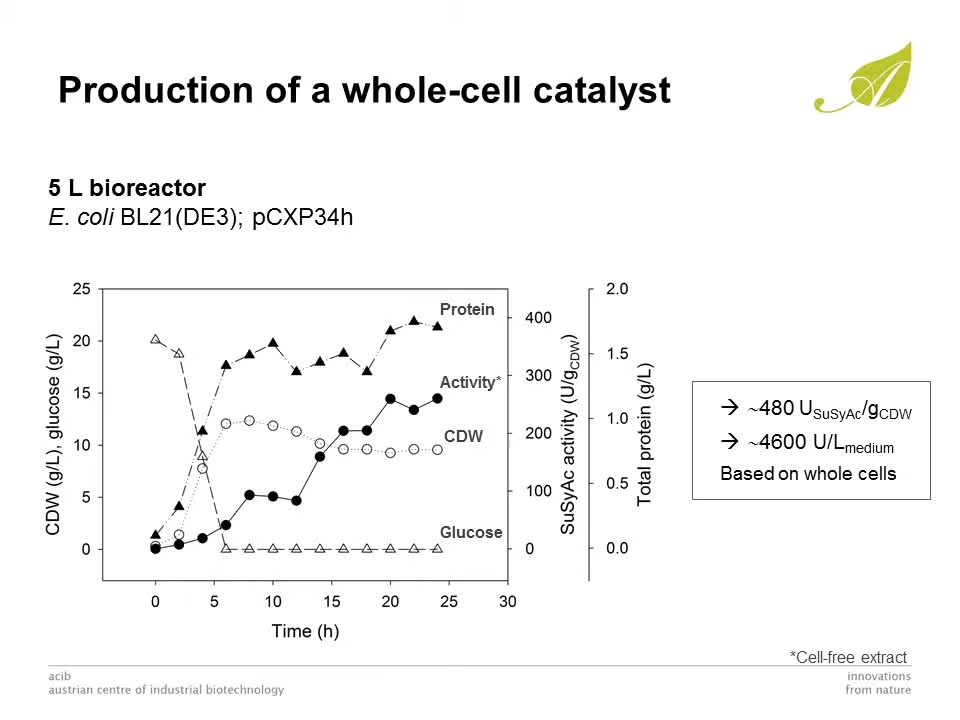 Production of a whole-cell catalyst
5 L bioreactor
E. coli BL21(DE3); pCXP34h
25
20
15
10
5
0
CDW (g/L), glucose (g/L)
0
5
10
15
20
25
30
Time (h)
Protein
Activity*
CDW
Glucose
400
300
200
100
0
SuSyAc activity (U/gCDW)
2.0
1.5
1.0
0.5
0.0
Total protein (g/L)
→ ~480 USuSyAc/gCDW
→ ~4600 U/Lmedium
Based on whole cells
*Cell-free extract
acib
austrian centre of industrial biotechnology
innovations
from nature